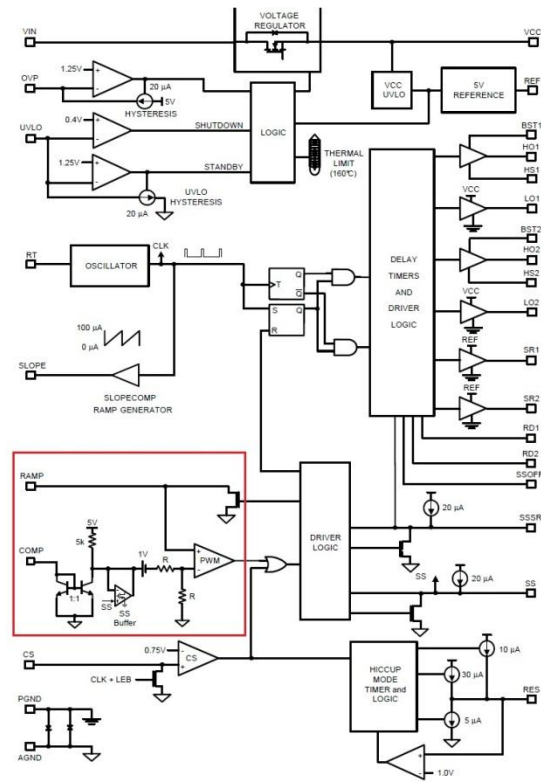 VOLTAGE
REGULATOR
VIN
VCC
1.25V
OVP
20 µA
5V
HYSTERESIS
VCC
UVLO
5V
REFERENCE
REF
0.4V
UVLO
SHUTDOWN
LOGIC
THERMAL
LIMIT
(160℃)
1.25V
STANDBY
UVLO
HYSTERESIS
20 µA
BST1
HO1
HS1
VCC
LO1
BST2
HO2
HS2
VCC
LO2
REF
SR1
REF
SR2
RD1
RD2
SSOFF
DELAY
TIMERS
AND
DRIVER
LOGIC
RT
OSCILLATOR
CLK
T
Q
Q
S
R
Q
100 µA
0 µA
SLOPE
SLOPECOMP
RAMP GENERATOR
RAMP
5V
5k
COMP
1:1
SS
SS
Buffer
1V
R
R
PWM
DRIVER
LOGIC
20 µA
SSSR
SS
20 µA
SS
CS
0.75V
CS
CLK + LEB
HICCUP
MODE
TIMER and
LOGIC
10 µA
30 µA
5 µA
RES
1.0V
PGND
AGND